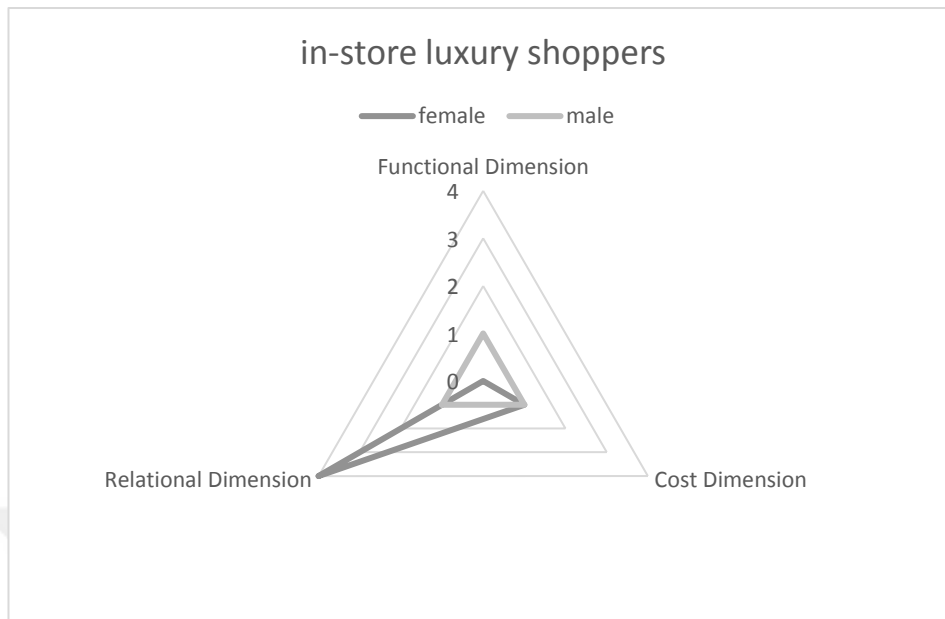 in-store luxury shoppers
female male
Functional Dimension
4
3
2
1
0
Relational Dimension Cost Dimension